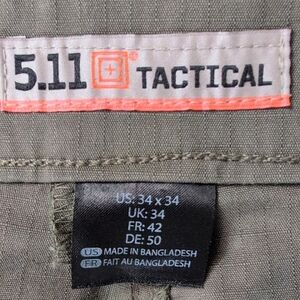 5.11 ® TACTICAL
US: 34 x 34
UK: 34
FR: 42
DE: 50
US MADE IN BANGLADESH
FR FAIT AU BANGLADESH